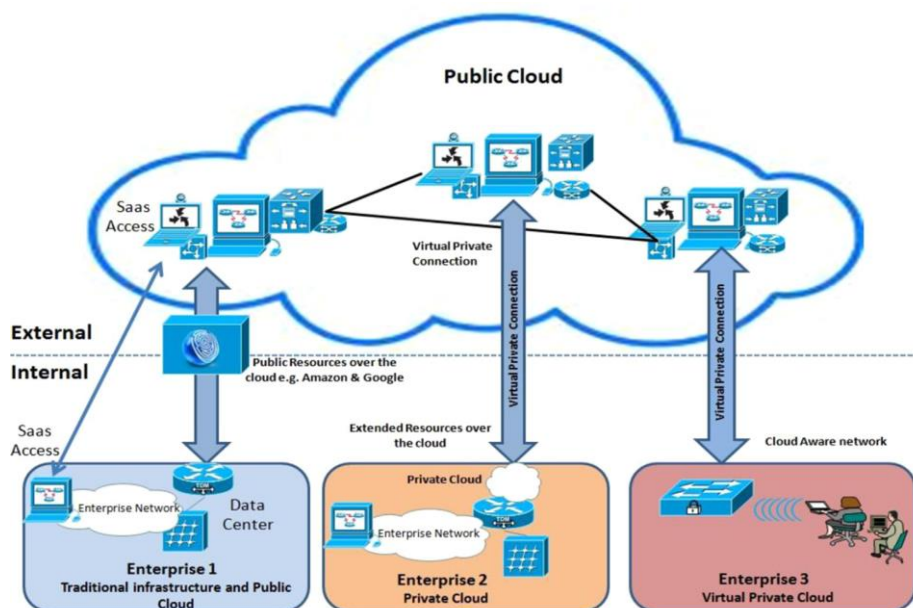 Public Cloud
Saas
Access
Virtual Private
Connection
External
Internal
Public Resources over the
cloud e.g. Amazon & Google
Virtual Private Connection
Virtual Private Connection
Saas
Access
Extended Resources over
the cloud
Cloud Aware network
TDM
Enterprise Network
Data
Center
Enterprise 1
Traditional infrastructure and Public
Cloud
Private Cloud
TDM
Enterprise Network
Enterprise 2
Private Cloud
Enterprise 3
Virtual Private Cloud